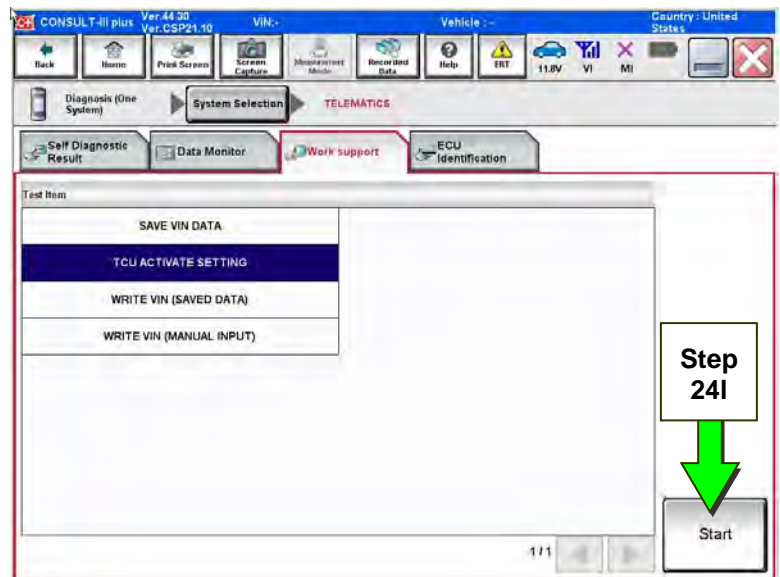 CONSULT-III plus Ver.44.30 VIN:- Vehicle : - Country : United
Ver.CSP21.10 States
Back Home Print Screen Screen Capture Measurement Mode Recorded Data Help ERT 11.8V VI MI
Diagnosis (One System) System Selection TELEMATICS
Self Diagnostic Result Data Monitor Work support ECU Identification
Test Item
SAVE VIN DATA
TCU ACTIVATE SETTING
WRITE VIN (SAVED DATA)
WRITE VIN (MANUAL INPUT)
Step
24l
Start
1/1